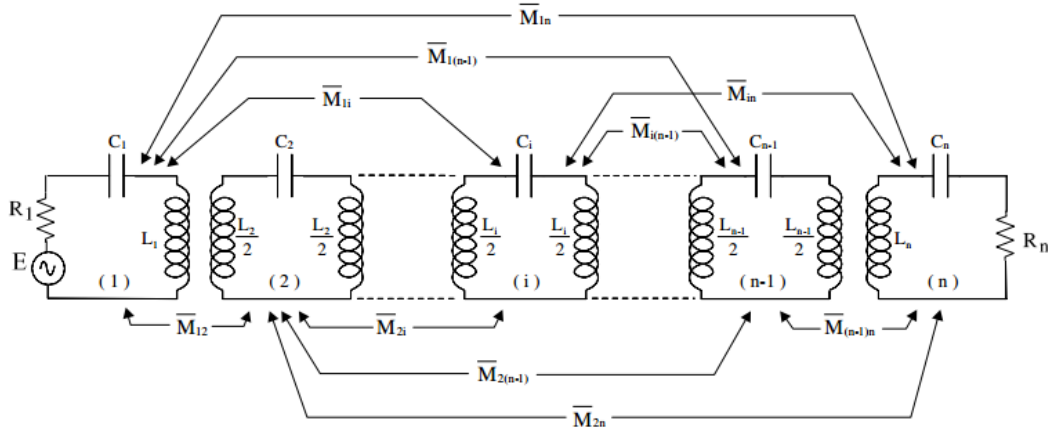 M̅₁ₙ
M̅₁₍ₙ₋₁₎
M̅₁ᵢ M̅ᵢₙ
M̅ᵢ₍ₙ₋₁₎
C₁ C₂ Cᵢ Cₙ₋₁ Cₙ
R₁ L₁ L₂/2 L₂/2 Lᵢ/2 Lᵢ/2 Lₙ₋₁/2 Lₙ₋₁/2 Lₙ Rₙ
E (1) (2) (i) (n-1) (n)
M̅₁₂ M̅₂ᵢ M̅₍ₙ₋₁₎ₙ
M̅₂₍ₙ₋₁₎
M̅₂ₙ